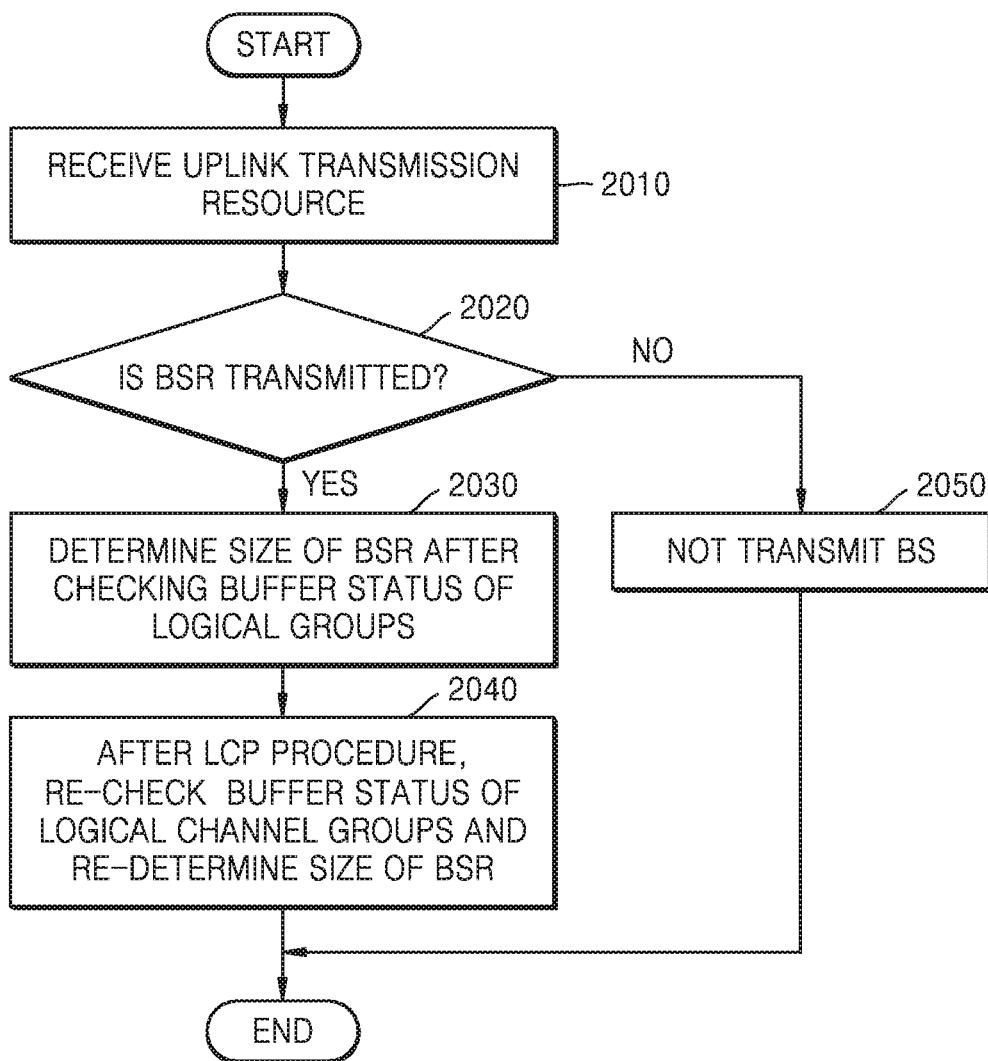 START
RECEIVE UPLINK TRANSMISSION
RESOURCE
2010
2020
IS BSR TRANSMITTED?
NO
YES
2030
DETERMINE SIZE OF BSR AFTER
CHECKING BUFFER STATUS OF
LOGICAL GROUPS
2050
NOT TRANSMIT BS
2040
AFTER LCP PROCEDURE,
RE-CHECK BUFFER STATUS OF
LOGICAL CHANNEL GROUPS AND
RE-DETERMINE SIZE OF BSR
END